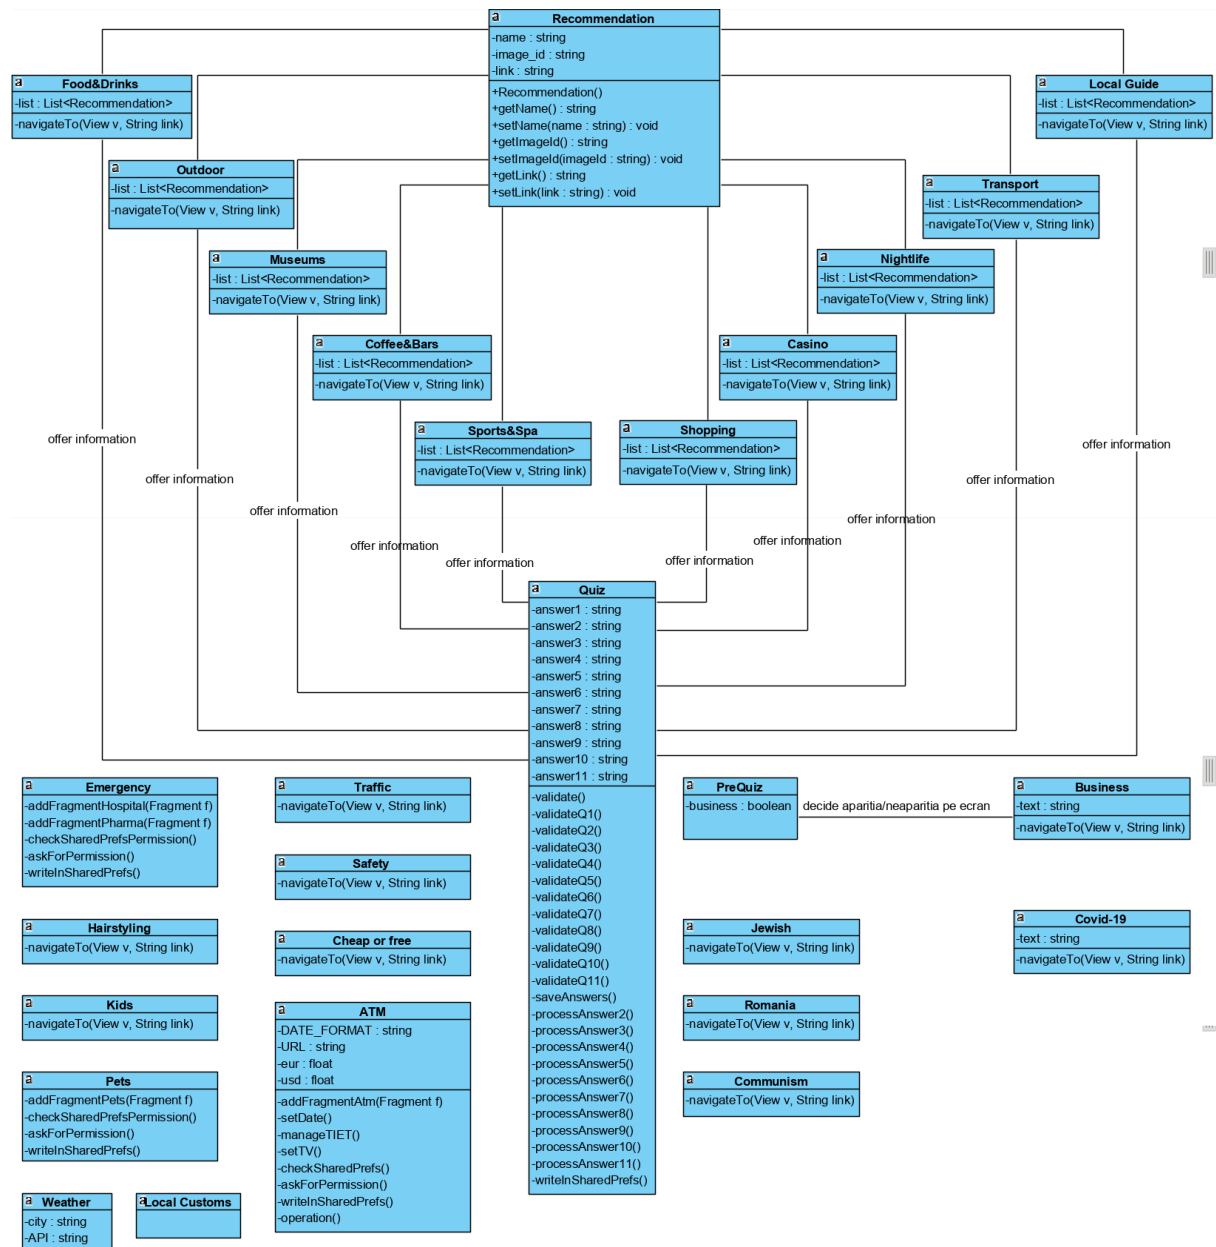 a Recommendation
-name : string
-image_id : string
-link : string
+Recommendation()
+getName() : string
+setName(name : string) : void
+getImageId() : string
+setImageId(imageId : string) : void
+getLink() : string
+setLink(link : string) : void
a Food&Drinks
-list : List<Recommendation>
-navigateTo(View v, String link)
a Local Guide
-list : List<Recommendation>
-navigateTo(View v, String link)
a Outdoor
-list : List<Recommendation>
-navigateTo(View v, String link)
a Transport
-list : List<Recommendation>
-navigateTo(View v, String link)
a Museums
-list : List<Recommendation>
-navigateTo(View v, String link)
a Nightlife
-list : List<Recommendation>
-navigateTo(View v, String link)
a Coffee&Bars
-list : List<Recommendation>
-navigateTo(View v, String link)
a Casino
-list : List<Recommendation>
-navigateTo(View v, String link)
a Sports&Spa
-list : List<Recommendation>
-navigateTo(View v, String link)
a Shopping
-list : List<Recommendation>
-navigateTo(View v, String link)
offer information
offer information
offer information
offer information
offer information
offer information
offer information
offer information
offer information
offer information
a Quiz
-answer1 : string
-answer2 : string
-answer3 : string
-answer4 : string
-answer5 : string
-answer6 : string
-answer7 : string
-answer8 : string
-answer9 : string
-answer10 : string
-answer11 : string
-validate()
-validateQ1()
-validateQ2()
-validateQ3()
-validateQ4()
-validateQ5()
-validateQ6()
-validateQ7()
-validateQ8()
-validateQ9()
-validateQ10()
-validateQ11()
-saveAnswers()
-processAnswer2()
-processAnswer3()
-processAnswer4()
-processAnswer5()
-processAnswer6()
-processAnswer7()
-processAnswer8()
-processAnswer9()
-processAnswer10()
-processAnswer11()
-writeInSharedPrefs()
a Emergency
-addFragmentHospital(Fragment f)
-addFragmentPharma(Fragment f)
-checkSharedPrefsPermission()
-askForPermission()
-writeInSharedPrefs()
a Traffic
-navigateTo(View v, String link)
a PreQuiz
-business : boolean
decide aparitia/neaparitia pe ecran
a Business
-text : string
-navigateTo(View v, String link)
a Safety
-navigateTo(View v, String link)
a Hairstyling
-navigateTo(View v, String link)
a Cheap or free
-navigateTo(View v, String link)
a Jewish
-navigateTo(View v, String link)
a Covid-19
-text : string
-navigateTo(View v, String link)
a Kids
-navigateTo(View v, String link)
a ATM
-DATE_FORMAT : string
-URL : string
-eur : float
-usd : float
-addFragmentAtm(Fragment f)
-setDate()
-manageTIET()
-setTV()
-checkSharedPrefs()
-askForPermission()
-writeInSharedPrefs()
-operation()
a Romania
-navigateTo(View v, String link)
a Pets
-addFragmentPets(Fragment f)
-checkSharedPrefsPermission()
-askForPermission()
-writeInSharedPrefs()
a Communism
-navigateTo(View v, String link)
a Weather
-city : string
-API : string
a Local Customs